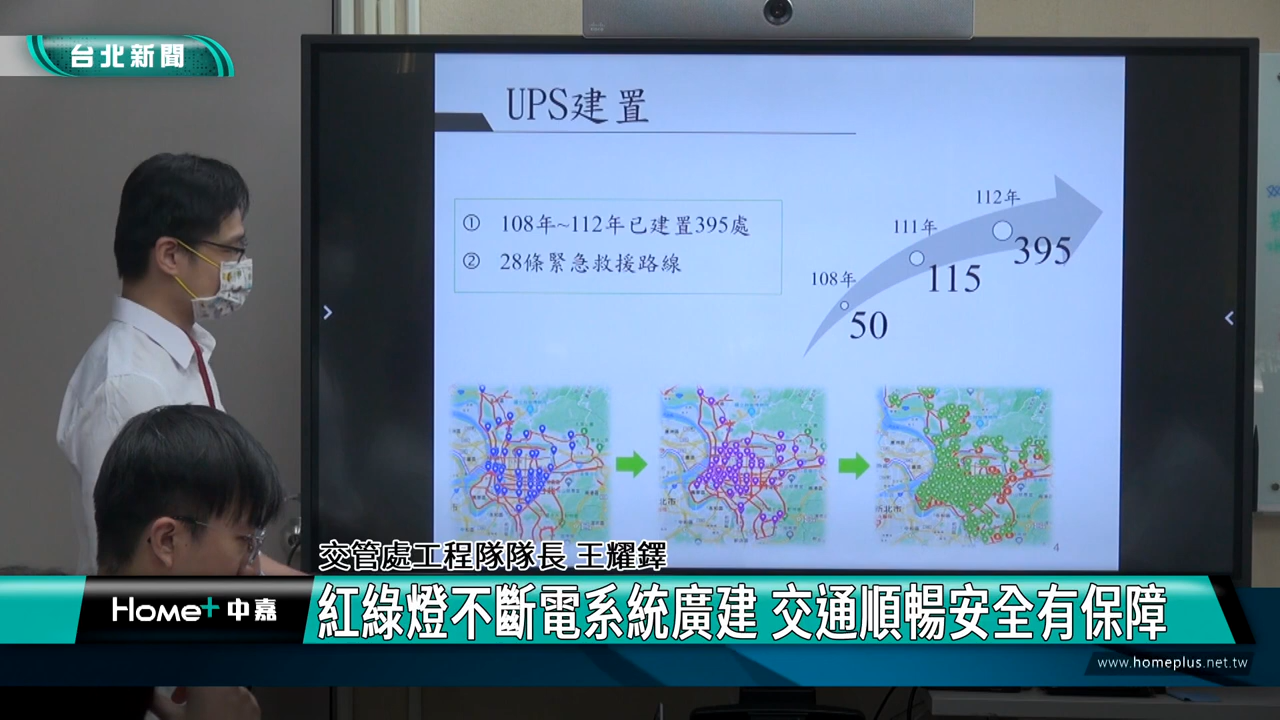 台北新聞
UPS建置
① 108年~112年已建置395處
② 28條緊急救援路線
108年
50
111年
115
112年
395
4
交管處工程隊隊長 王耀鐸
Home+中嘉
紅綠燈不斷電系統廣建 交通順暢安全有保障
www.homeplus.net.tw